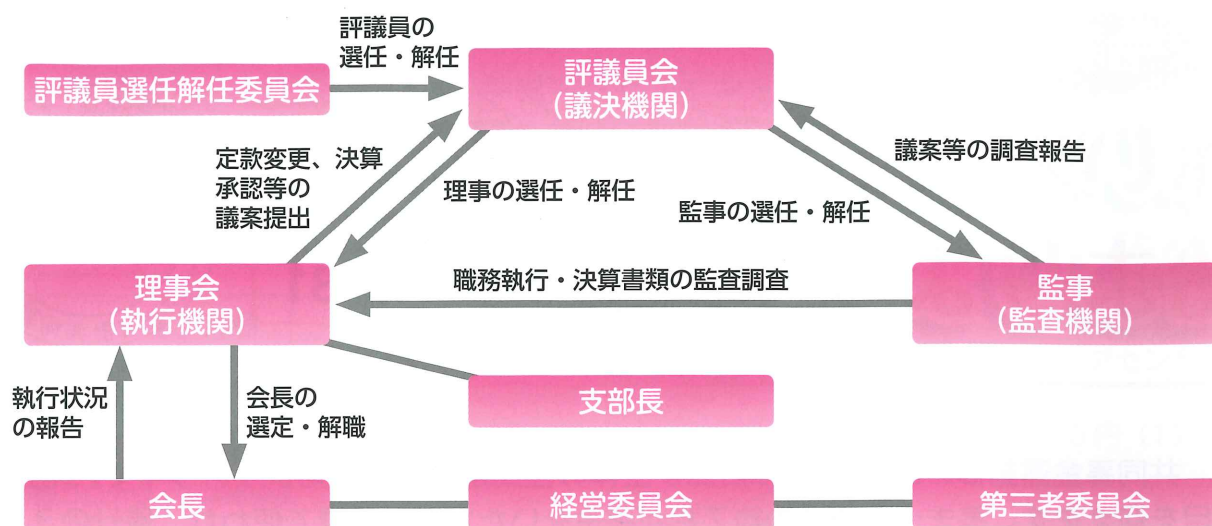 評議員の
選任・解任
評議員選任解任委員会
評議員会
（議決機関）
定款変更、決算
承認等の
議案提出
理事の選任・解任
監事の選任・解任
議案等の調査報告
理事会
（執行機関）
職務執行・決算書類の監査調査
監事
（監査機関）
執行状況
の報告
会長の
選定・解職
支部長
会長
経営委員会
第三者委員会